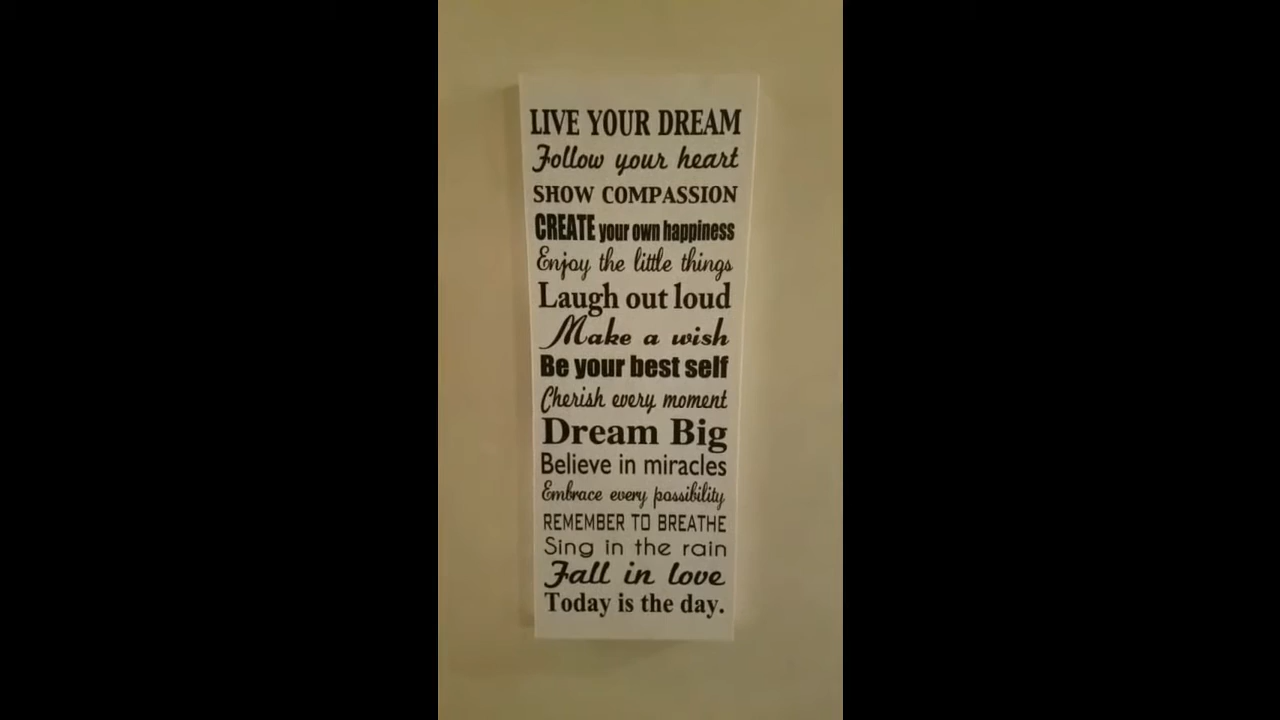 LIVE YOUR DREAM
Follow your heart
SHOW COMPASSION
CREATE your own happiness
Enjoy the little things
Laugh out loud
Make a wish
Be your best self
Cherish every moment
Dream Big
Believe in miracles
Embrace every possibility
REMEMBER TO BREATHE
Sing in the rain
Fall in love
Today is the day.